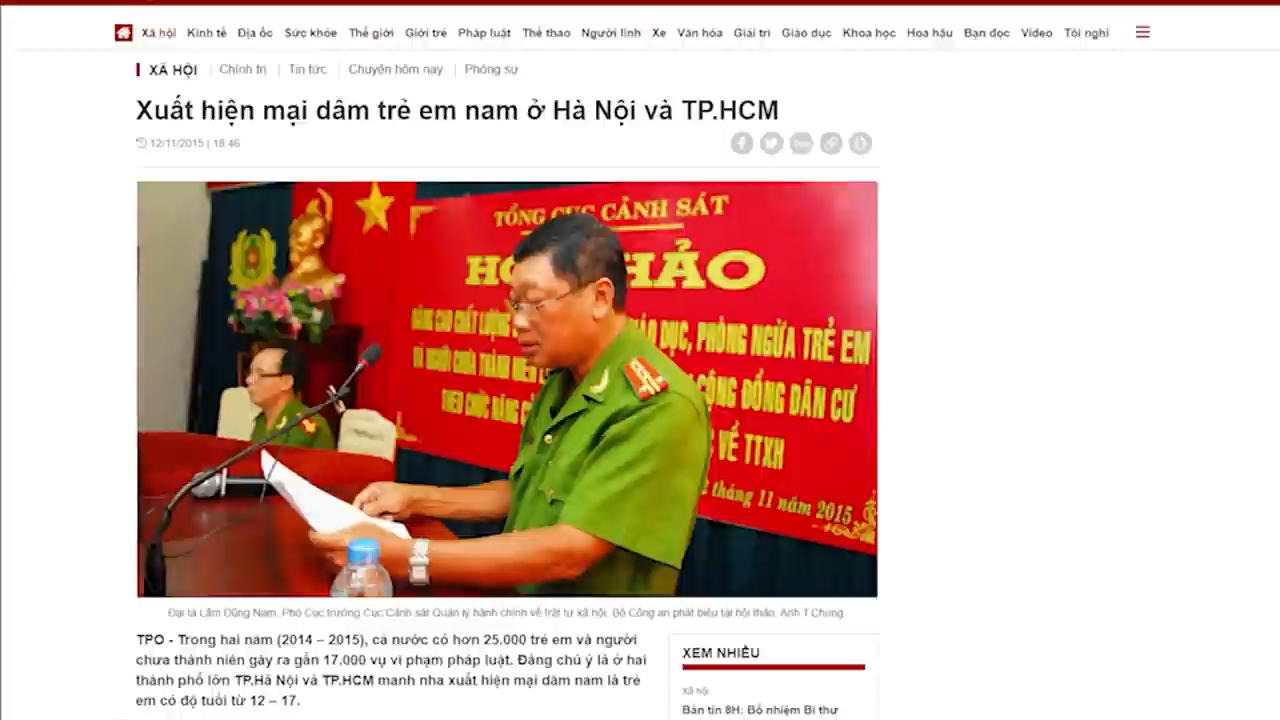 Xã hội Kinh tế Địa ốc Sức khỏe Thế giới Giới trẻ Pháp luật Thể thao Người lính Xe Văn hóa Giải trí Giáo dục Khoa học Hoa hậu Bạn đọc Video Tôi nghĩ
XÃ HỘI Chính trị Tin tức Chuyện hôm nay Phóng sự
Xuất hiện mại dâm trẻ em nam ở Hà Nội và TP.HCM
12/11/2015 | 18:46
TỔNG CỤC CẢNH SÁT
THẢO
GIÁO DỤC, PHÒNG NGỪA TRẺ EM
CỘNG ĐỒNG DÂN CƯ
VỀ TTXH
tháng 11 năm 2015
Đại tá Lâm Dũng Nam, Phó Cục trưởng Cục Cảnh sát Quản lý hành chính về trật tự xã hội, Bộ Công an phát biểu tại hội thảo. Ảnh T.Chung
TPO - Trong hai năm (2014 – 2015), cả nước có hơn 25.000 trẻ em và người
chưa thành niên gây ra gần 17.000 vụ vi phạm pháp luật. Đáng chú ý là ở hai
thành phố lớn TP.Hà Nội và TP.HCM manh nha xuất hiện mại dâm nam là trẻ
em có độ tuổi từ 12 – 17.
XEM NHIỀU
Xã hội
Bản tin 8H: Bổ nhiệm Bí thư